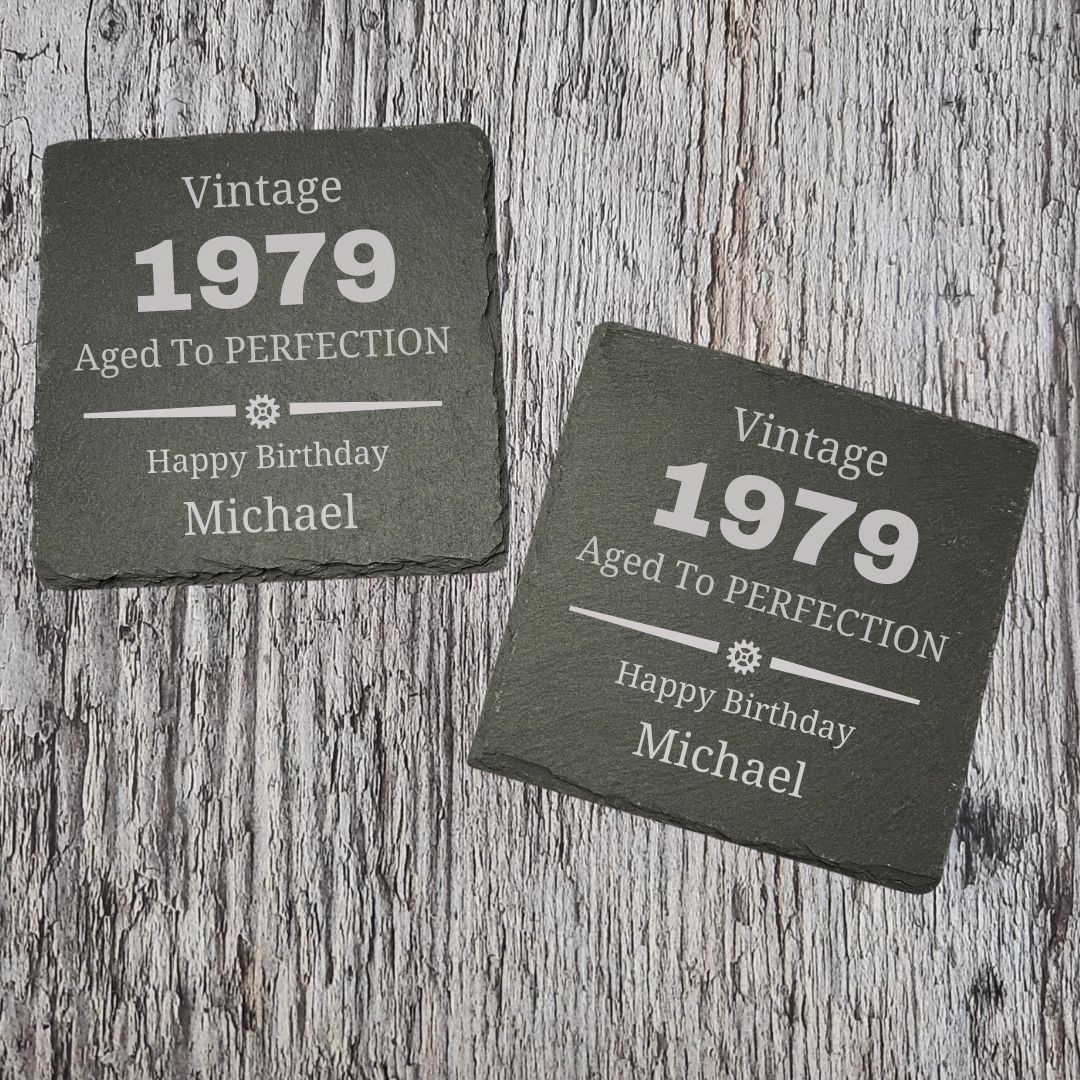 Vintage
1979
Aged To PERFECTION
Happy Birthday
Michael
Vintage
1979
Aged To PERFECTION
Happy Birthday
Michael